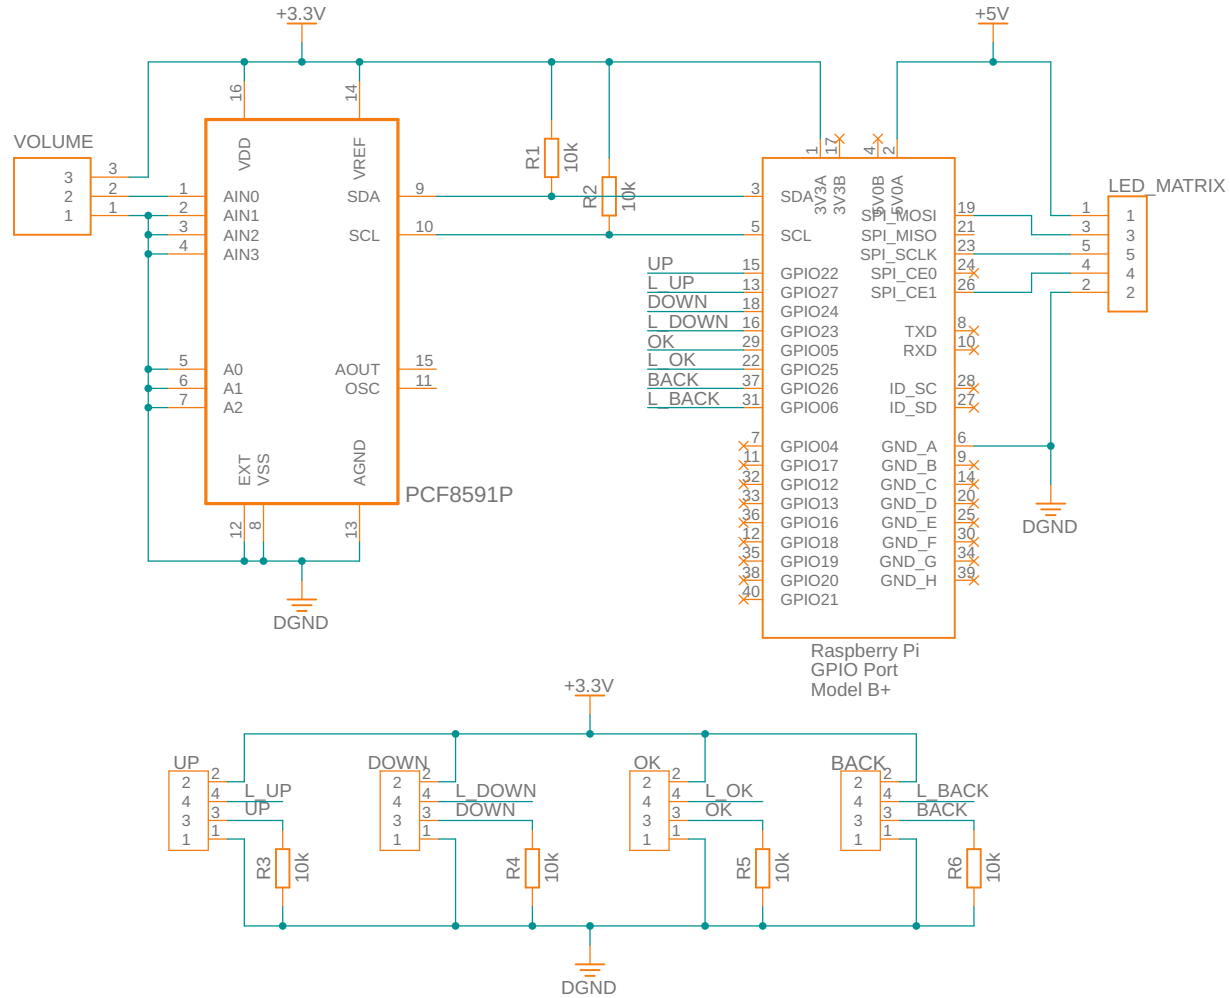 +3.3V
+5V
16
14
VOLUME
VDD
VREF
R1
10k
1
17
4
2
3V3A
3V3B
5V0B
5V0A
3 3
2 2
1 1
1 AIN0
2 AIN1
3 AIN2
4 AIN3
SDA 9
SCL 10
R2
10k
3 SDA
5 SCL
LED_MATRIX
SPI_MOSI 19
SPI_MISO 21
SPI_SCLK 23
SPI_CE0 24
SPI_CE1 26
1 1
3 3
5 5
4 4
2 2
UP 15 GPIO22
L_UP 13 GPIO27
DOWN 18 GPIO24
L_DOWN 16 GPIO23
OK 29 GPIO05
L_OK 22 GPIO25
BACK 37 GPIO26
L_BACK 31 GPIO06
TXD 8
RXD 10
ID_SC 28
ID_SD 27
5 A0
6 A1
7 A2
AOUT 15
OSC 11
EXT
VSS
AGND
PCF8591P
12
8
13
DGND
7 GPIO04
11 GPIO17
32 GPIO12
33 GPIO13
36 GPIO16
12 GPIO18
35 GPIO19
38 GPIO20
40 GPIO21
GND_A 6
GND_B 9
GND_C 14
GND_D 20
GND_E 25
GND_F 30
GND_G 34
GND_H 39
DGND
Raspberry Pi
GPIO Port
Model B+
+3.3V
UP
2 2
4 4 L_UP
3 3 UP
1 1
R3
10k
DOWN
2 2
4 4 L_DOWN
3 3 DOWN
1 1
R4
10k
OK
2 2
4 4 L_OK
3 3 OK
1 1
R5
10k
BACK
2 2
4 4 L_BACK
3 3 BACK
1 1
R6
10k
DGND